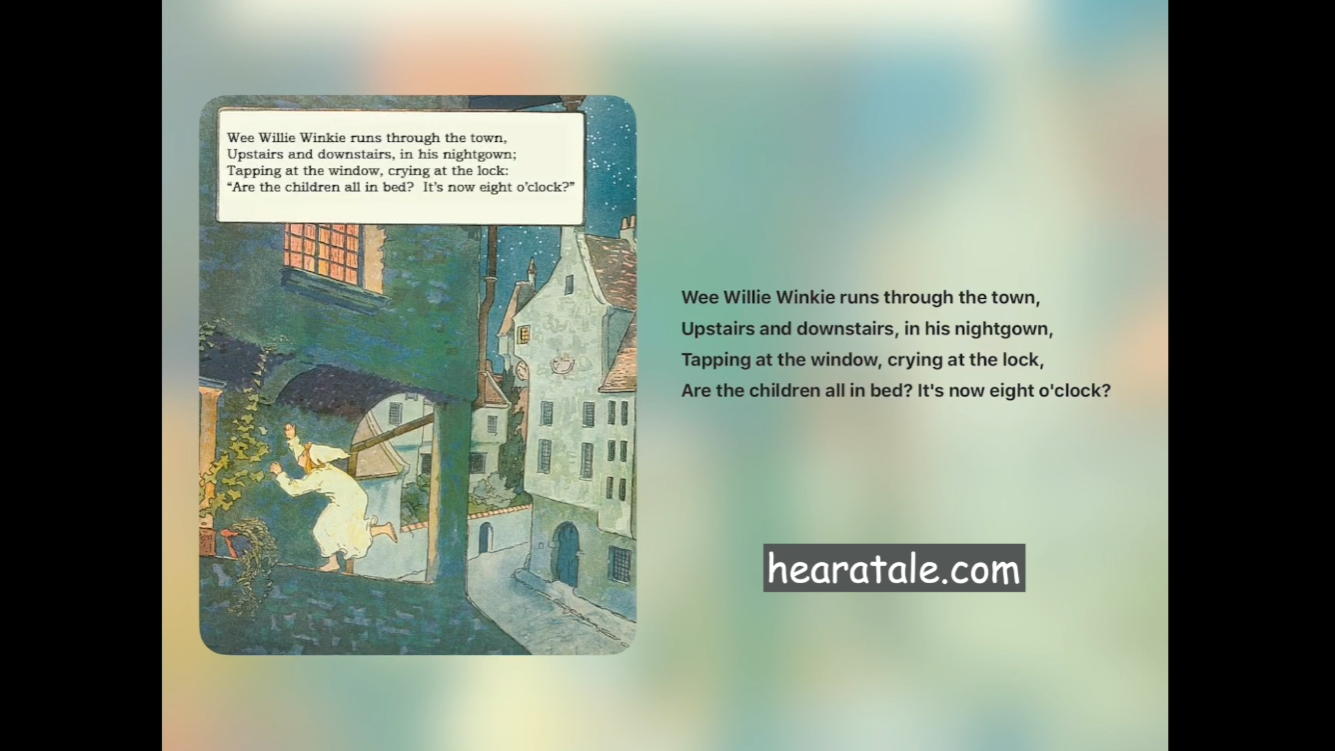 Wee Willie Winkie runs through the town,
Upstairs and downstairs, in his nightgown;
Tapping at the window, crying at the lock:
“Are the children all in bed? It’s now eight o’clock?”
Wee Willie Winkie runs through the town,
Upstairs and downstairs, in his nightgown,
Tapping at the window, crying at the lock,
Are the children all in bed? It's now eight o'clock?
hearatale.com